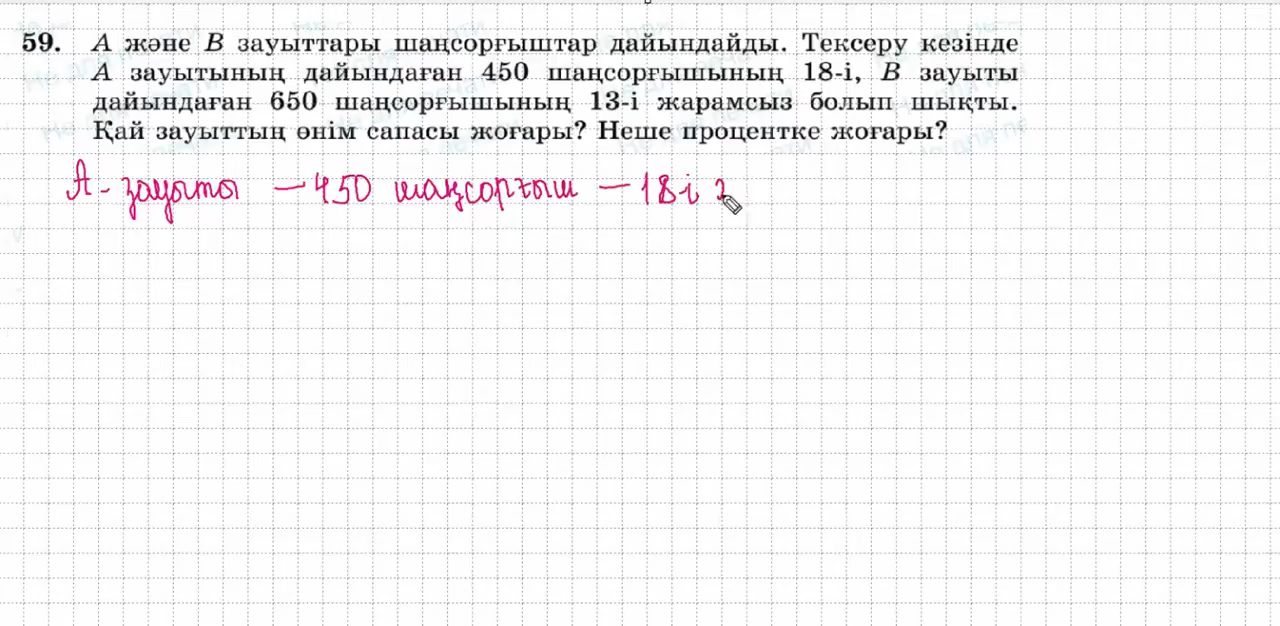 59. А және В зауыттары шаңсорғыштар дайындайды. Тексеру кезінде
А зауытының дайындаған 450 шаңсорғышының 18-і, В зауыты
дайындаған 650 шаңсорғышының 13-і жарамсыз болып шықты.
Қай зауыттың өнім сапасы жоғары? Неше процентке жоғары?
А - зауыты — 450 шаңсорғыш — 18-і